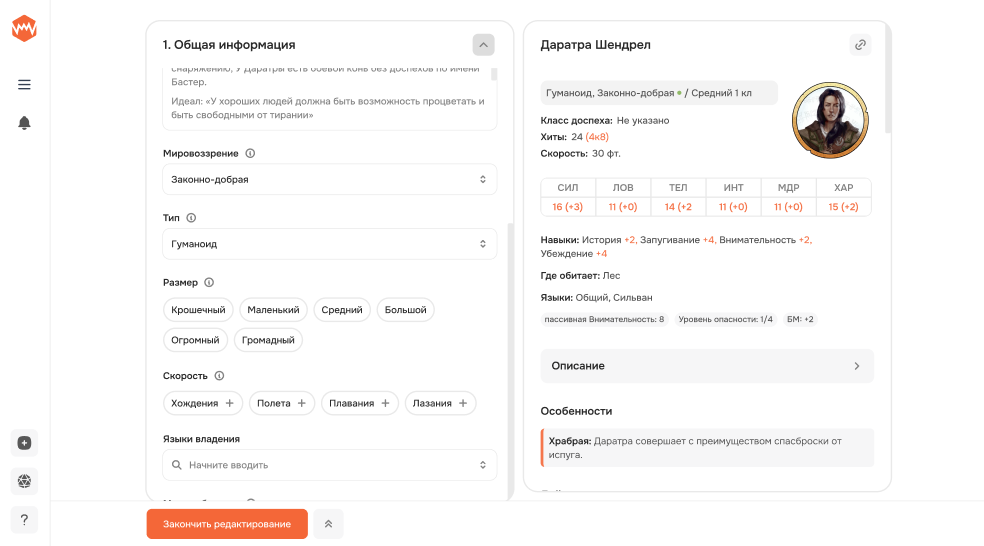 1. Общая информация
снаряжению, у Даратры есть боевой конь без доспехов по имени
Бастер.
Идеал: «У хороших людей должна быть возможность процветать и
быть свободными от тирании»
Мировоззрение
Законно-добрая
Тип
Гуманоид
Размер
Крошечный Маленький Средний Большой
Огромный Громадный
Скорость
Хождения + Полета + Плавания + Лазания +
Языки владения
Начните вводить
Закончить редактирование
?
Даратра Шендрел
Гуманоид, Законно-добрая • / Средний 1 кл
Класс доспеха: Не указано
Хиты: 24 (4к8)
Скорость: 30 фт.
СИЛ ЛОВ ТЕЛ ИНТ МДР ХАР
16 (+3) 11 (+0) 14 (+2 11 (+0) 11 (+0) 15 (+2)
Навыки: История +2, Запугивание +4, Внимательность +2,
Убеждение +4
Где обитает: Лес
Языки: Общий, Сильван
пассивная Внимательность: 8 Уровень опасности: 1/4 БМ: +2
Описание
Особенности
Храбрая: Даратра совершает с преимуществом спасброски от
испуга.